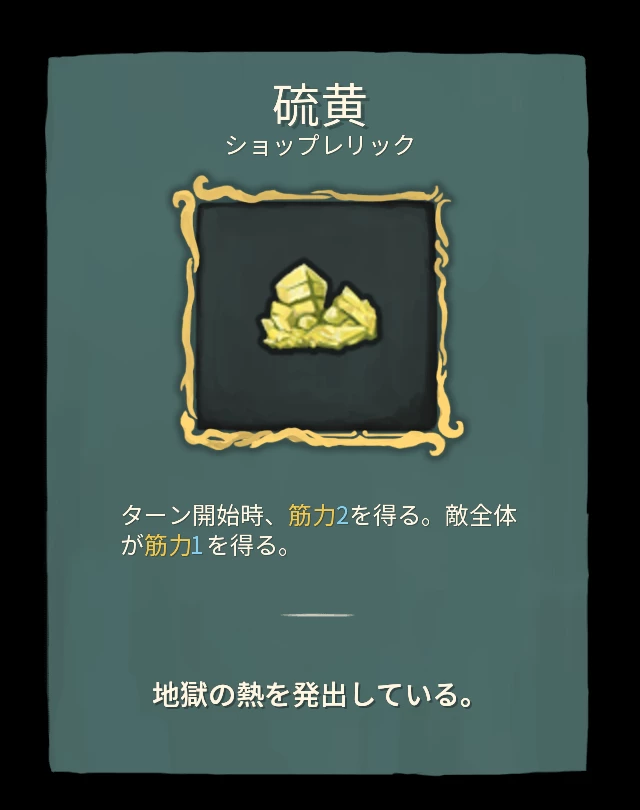 硫黄
ショップレリック
ターン開始時、筋力2を得る。敵全体
が筋力1を得る。
地獄の熱を発出している。